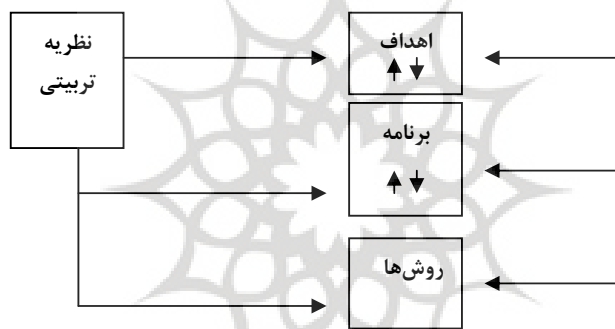 نظریه
تربیتی
اهداف
برنامه
روش‌ها